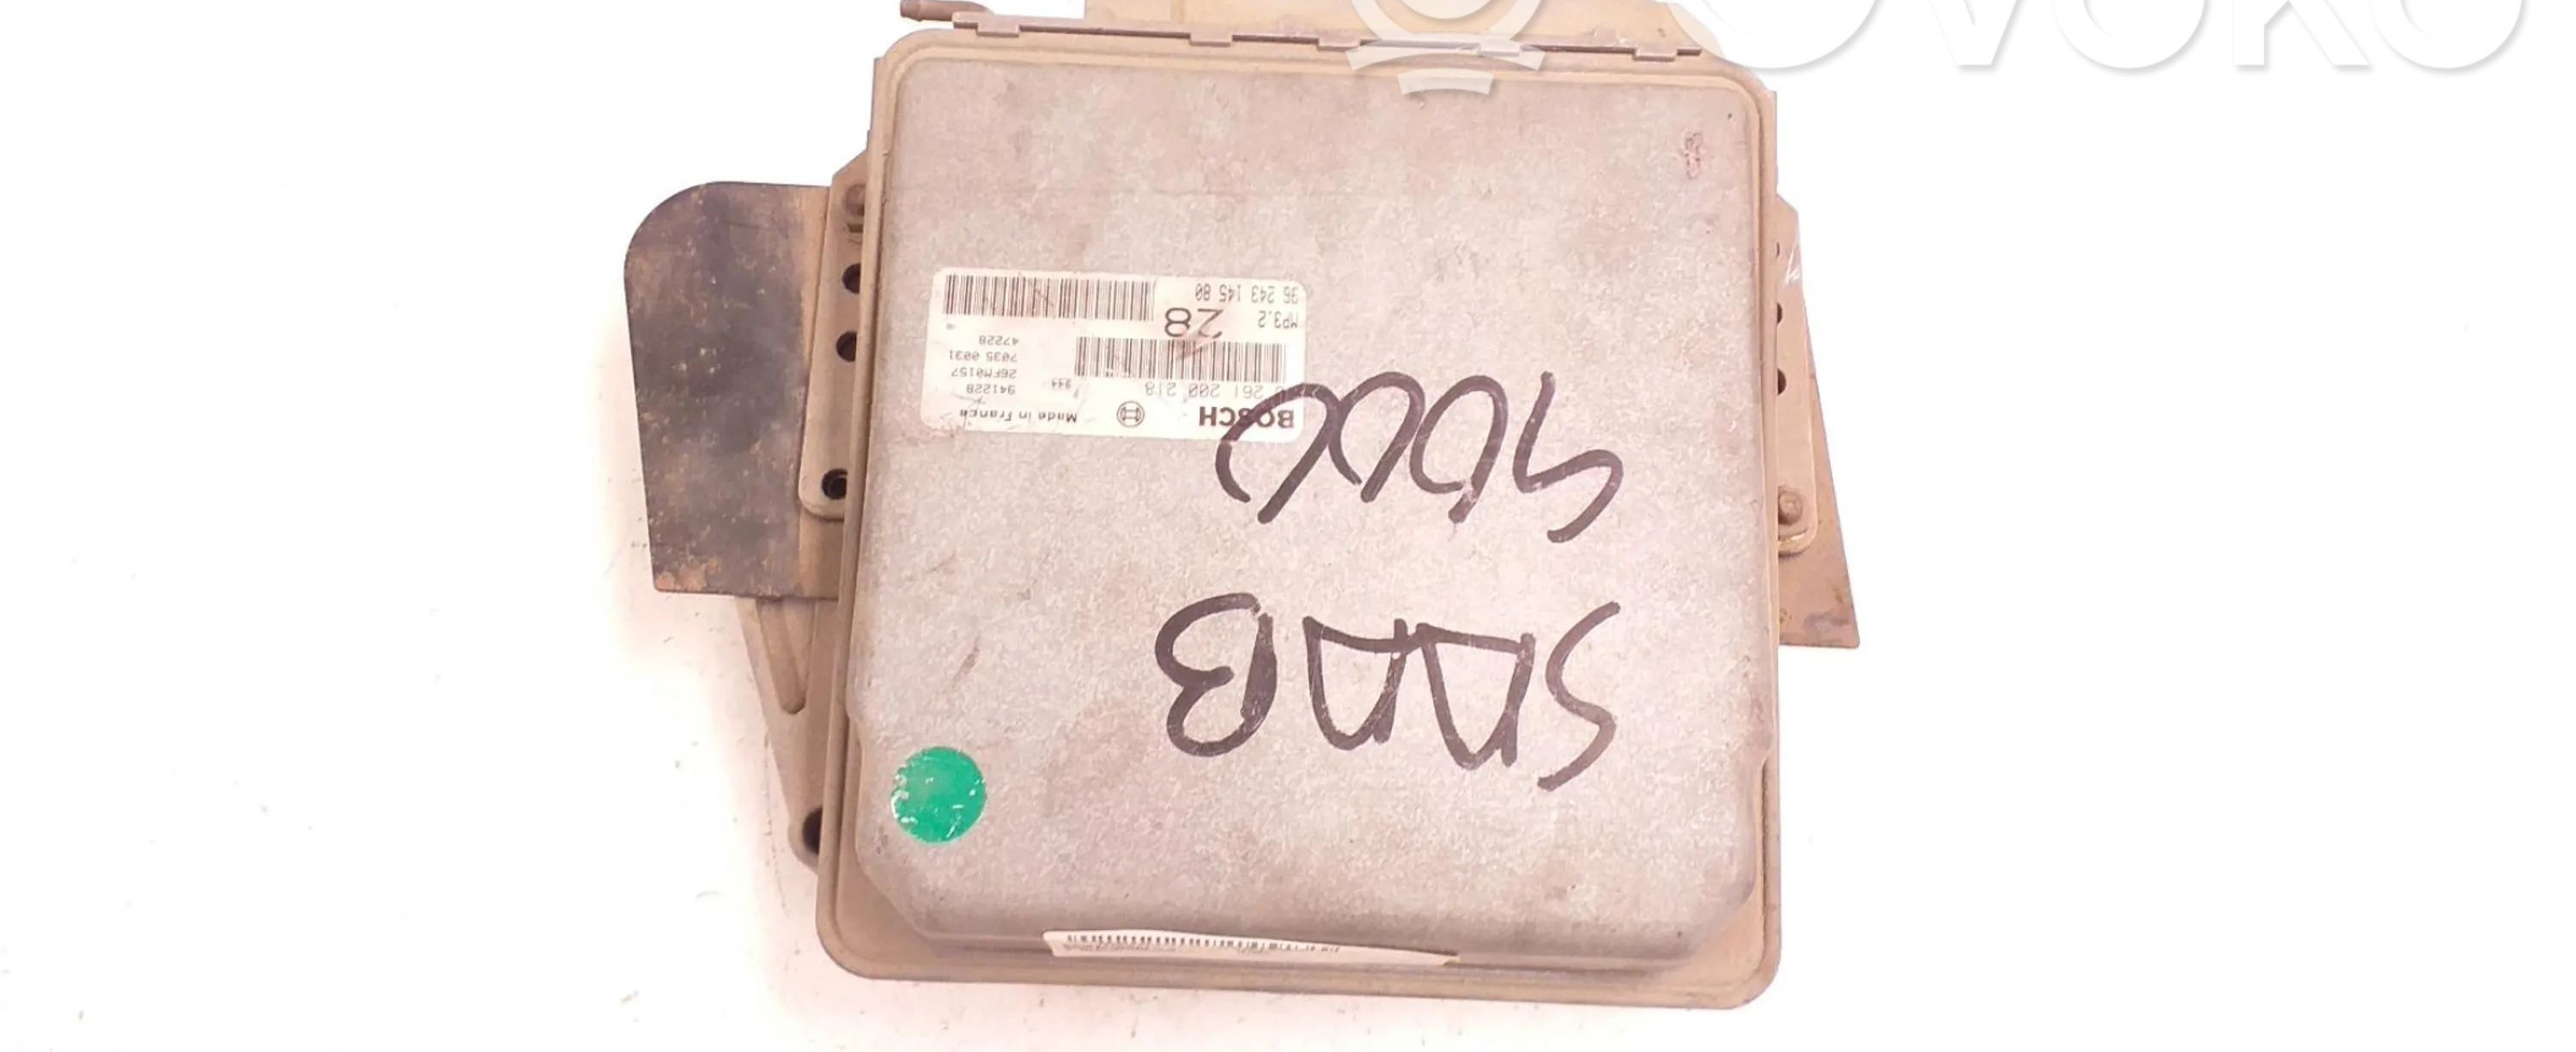 OVOKO
SAAB
9000
BOSCH Made in France
0 261 200 218 944 941228
26FM0157
7035 0031
28 47228
MP3.2
96 243 145 80